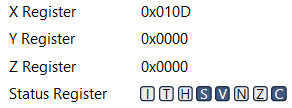 X Register 0x010D
Y Register 0x0000
Z Register 0x0000
Status Register I T H S V N Z C